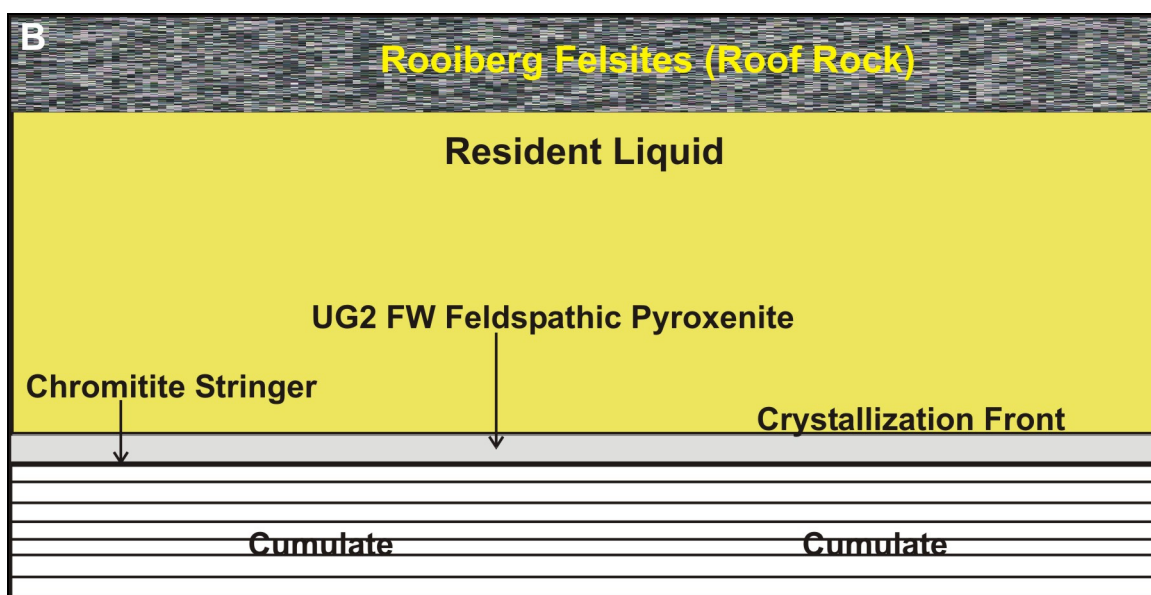 B
Rooiberg Felsites (Roof Rock)
Resident Liquid
UG2 FW Feldspathic Pyroxenite
Chromitite Stringer
Crystallization Front
Cumulate
Cumulate